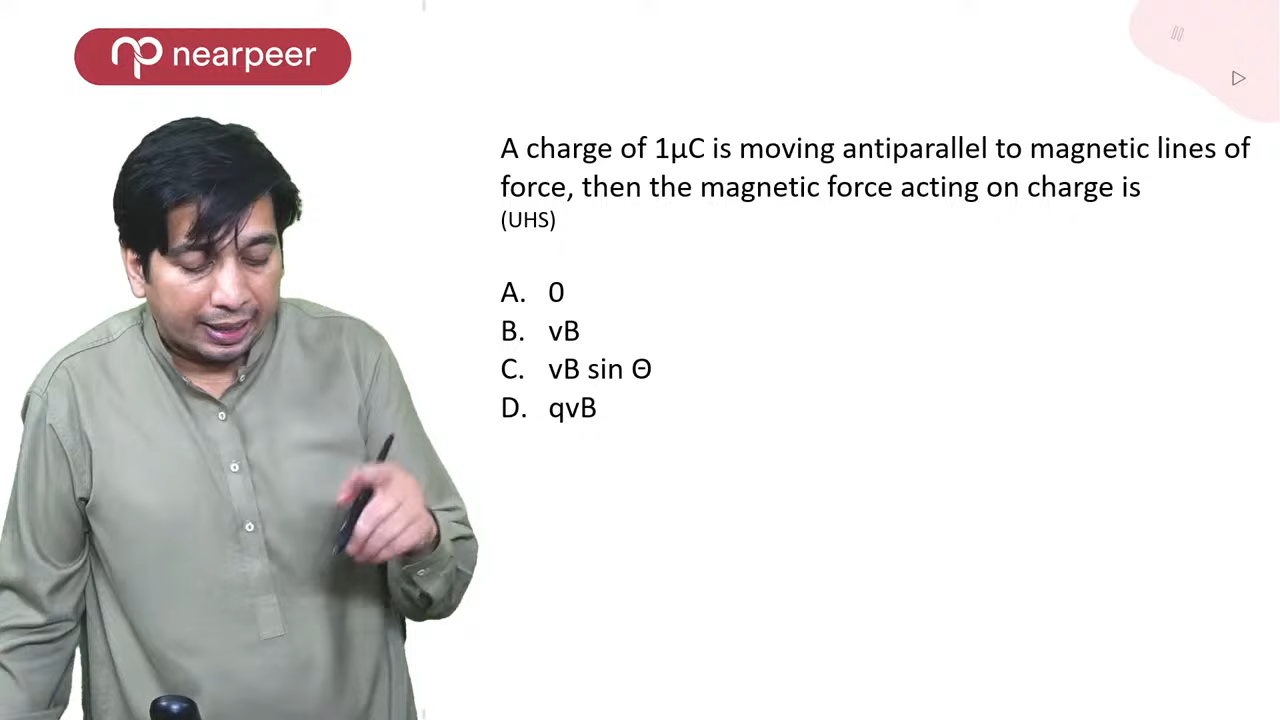 nearpeer
A charge of 1µC is moving antiparallel to magnetic lines of
force, then the magnetic force acting on charge is
(UHS)
A. 0
B. vB
C. vB sin Θ
D. qvB